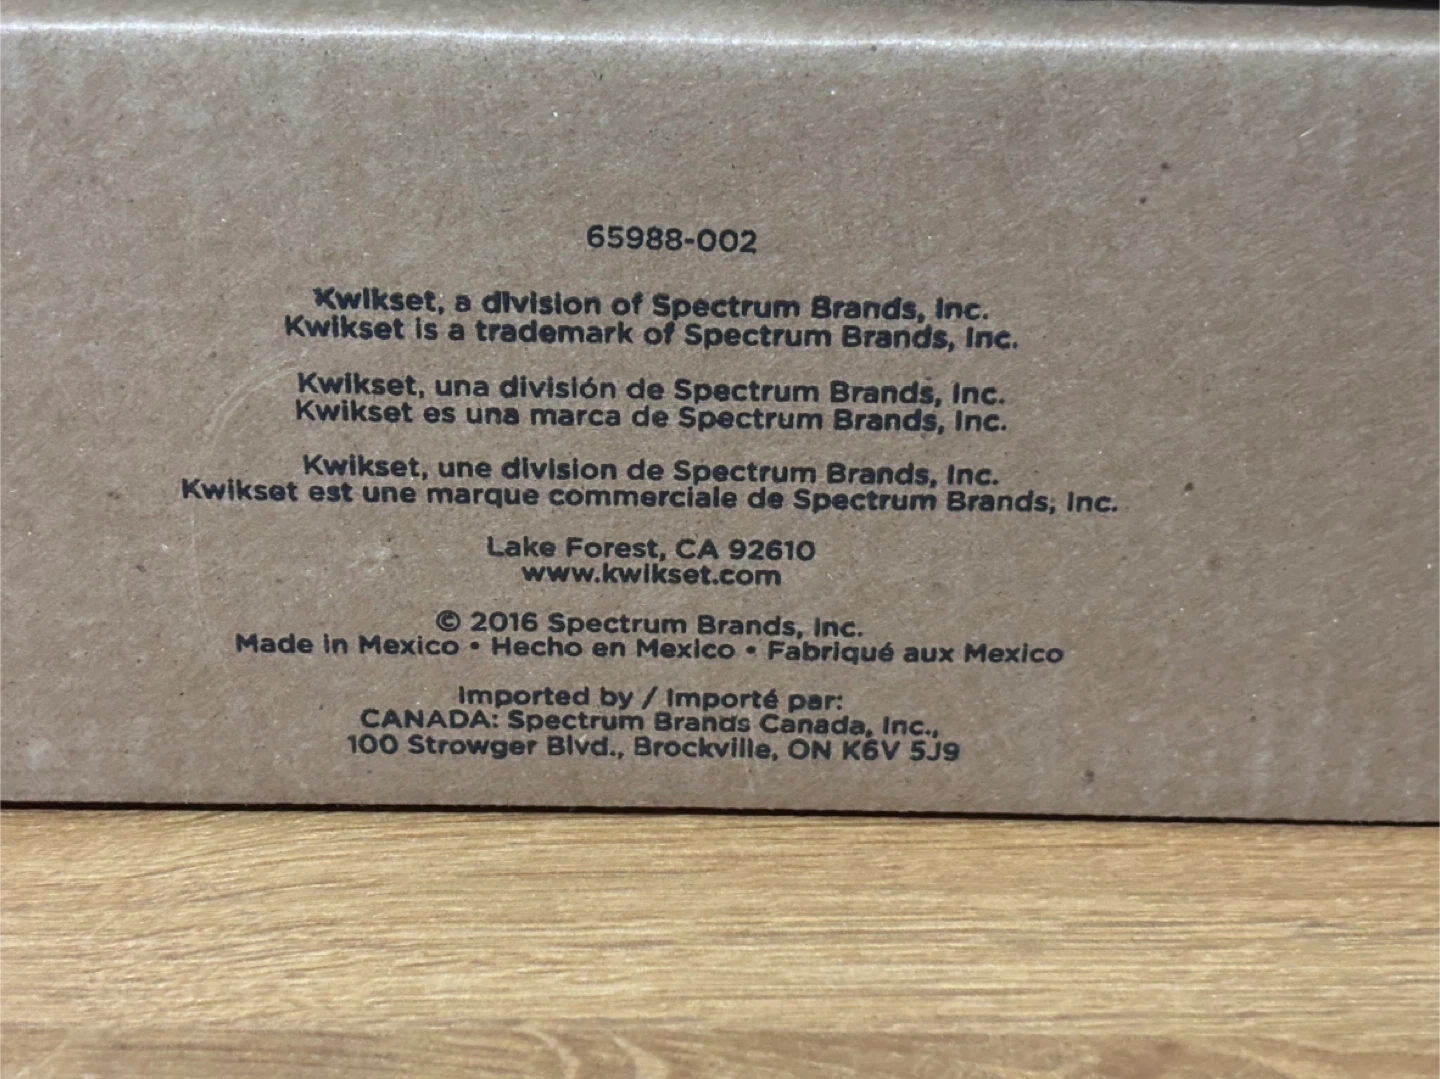 65988-002
Kwikset, a division of Spectrum Brands, Inc.
Kwikset is a trademark of Spectrum Brands, Inc.
Kwikset, una división de Spectrum Brands, Inc.
Kwikset es una marca de Spectrum Brands, Inc.
Kwikset, une division de Spectrum Brands, Inc.
Kwikset est une marque commerciale de Spectrum Brands, Inc.
Lake Forest, CA 92610
www.kwikset.com
© 2016 Spectrum Brands, Inc.
Made in Mexico • Hecho en Mexico • Fabriqué aux Mexico
Imported by / Importé par:
CANADA: Spectrum Brands Canada, Inc.,
100 Strowger Blvd., Brockville, ON K6V 5J9